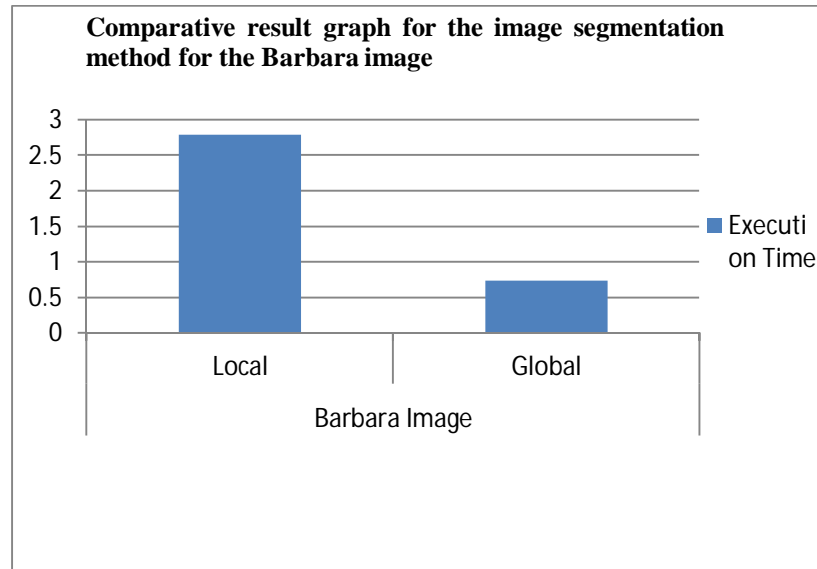 Comparative result graph for the image segmentation
method for the Barbara image
3
2.5
2
1.5
1
0.5
0
Executi
on Time
Local Global
Barbara Image